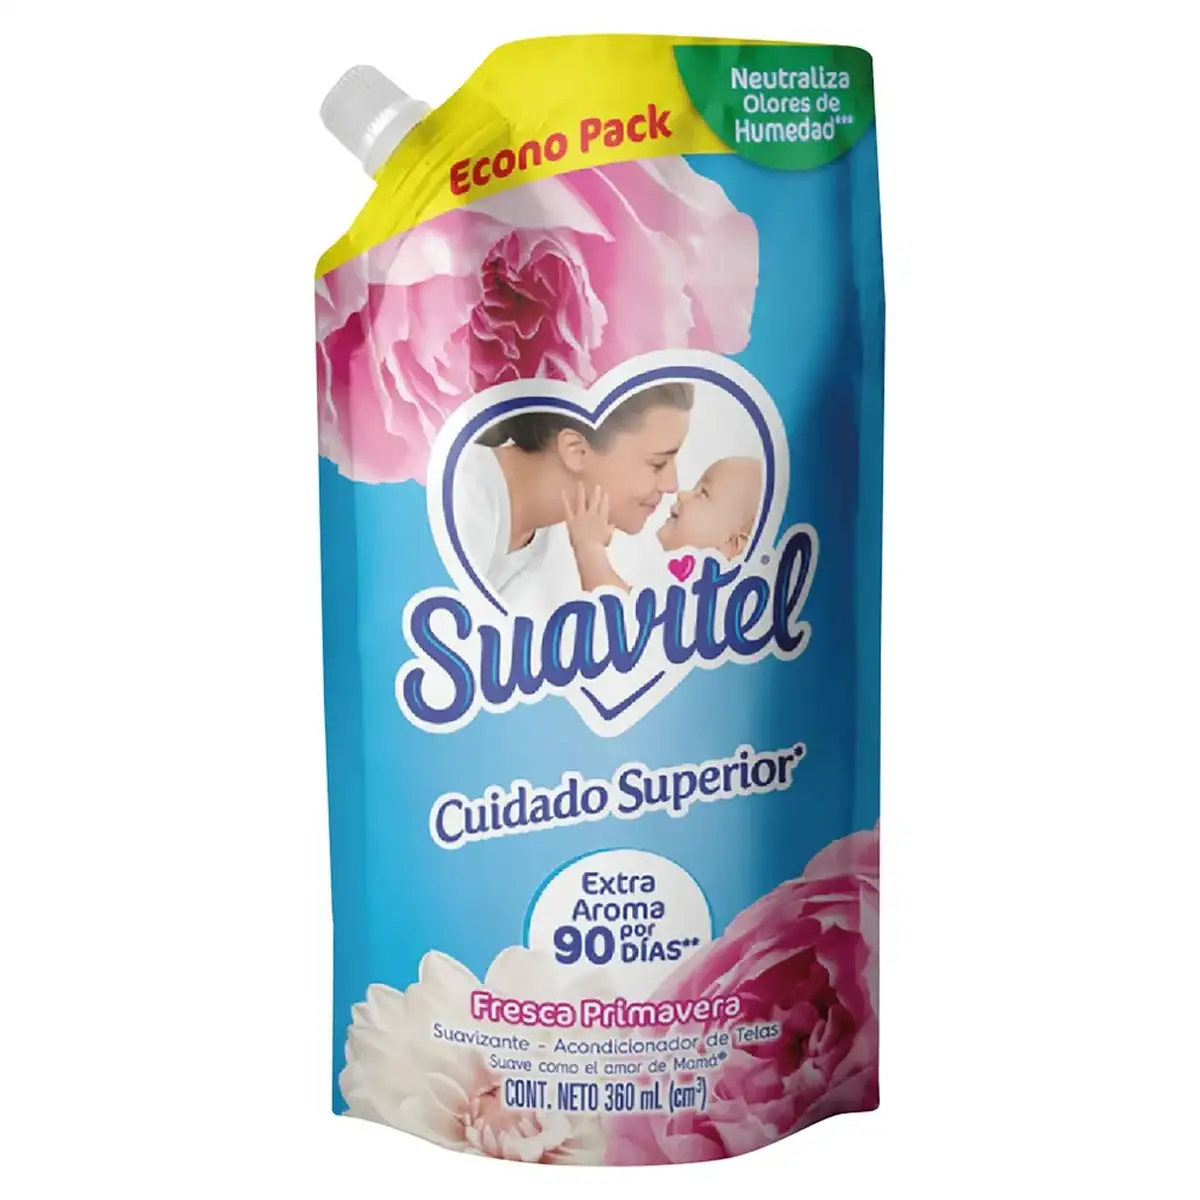 Econo Pack
Neutraliza
Olores de
Humedad***
Suavitel®
Cuidado Superior*
Extra
Aroma
90 por DÍAS**
Fresca Primavera
Suavizante - Acondicionador de Telas
Suave como el amor de Mamá®
CONT. NETO 360 mL (cm³)